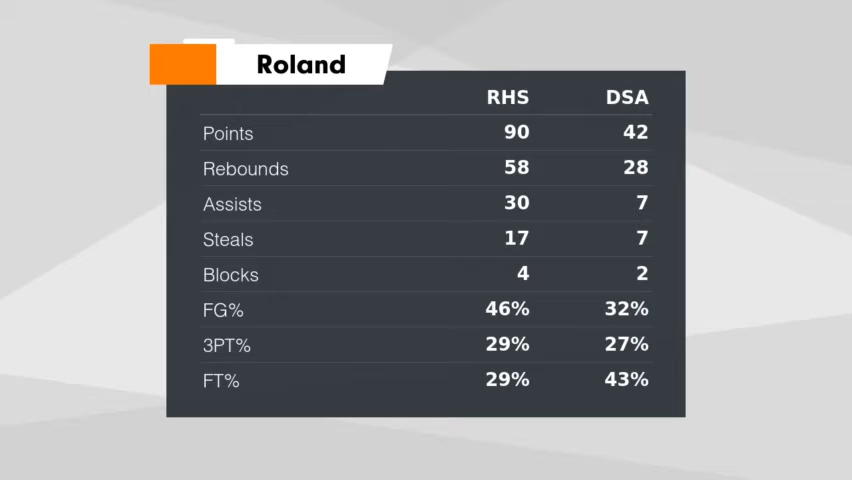 Roland
RHS DSA
Points 90 42
Rebounds 58 28
Assists 30 7
Steals 17 7
Blocks 4 2
FG% 46% 32%
3PT% 29% 27%
FT% 29% 43%